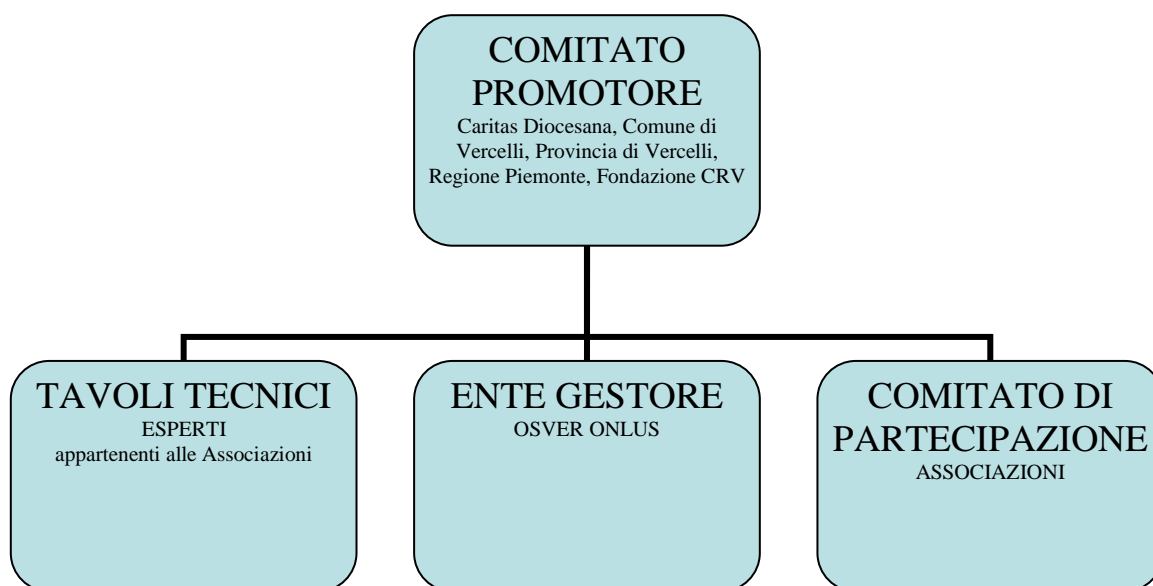 COMITATO
PROMOTORE
Caritas Diocesana, Comune di
Vercelli, Provincia di Vercelli,
Regione Piemonte, Fondazione CRV
TAVOLI TECNICI
ESPERTI
appartenenti alle Associazioni
ENTE GESTORE
OSVER ONLUS
COMITATO DI
PARTECIPAZIONE
ASSOCIAZIONI